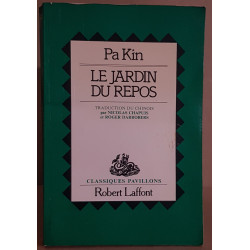 Pa Kin
LE JARDIN
DU REPOS
TRADUCTION DU CHINOIS
par NICOLAS CHAPUIS
et ROGER DARROBERS
CLASSIQUES PAVILLONS
Robert Laffont